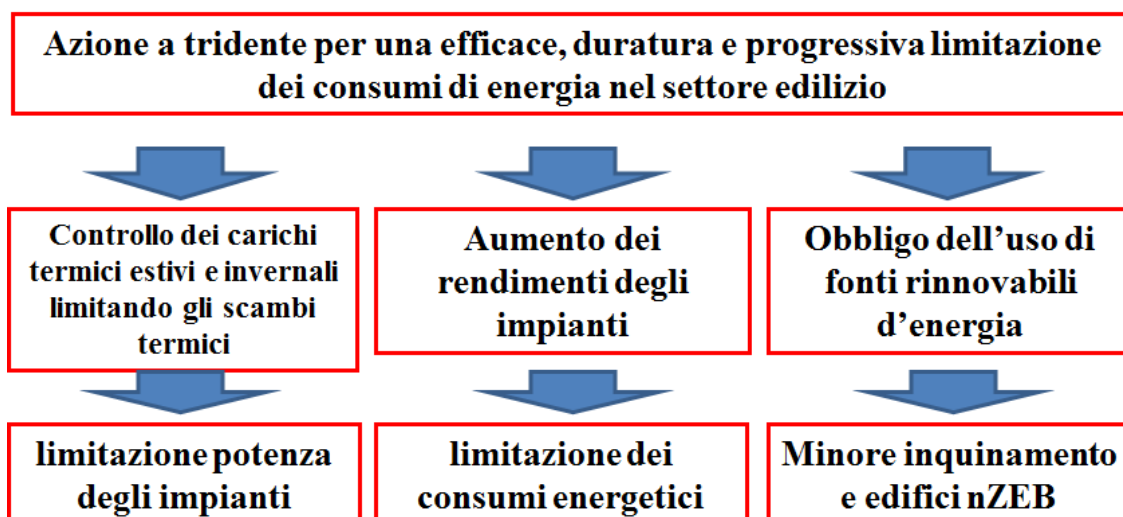 Azione a tridente per una efficace, duratura e progressiva limitazione
dei consumi di energia nel settore edilizio
Controllo dei carichi
termici estivi e invernali
limitando gli scambi
termici
Aumento dei
rendimenti degli
impianti
Obbligo dell’uso di
fonti rinnovabili
d’energia
limitazione potenza
degli impianti
limitazione dei
consumi energetici
Minore inquinamento
e edifici nZEB